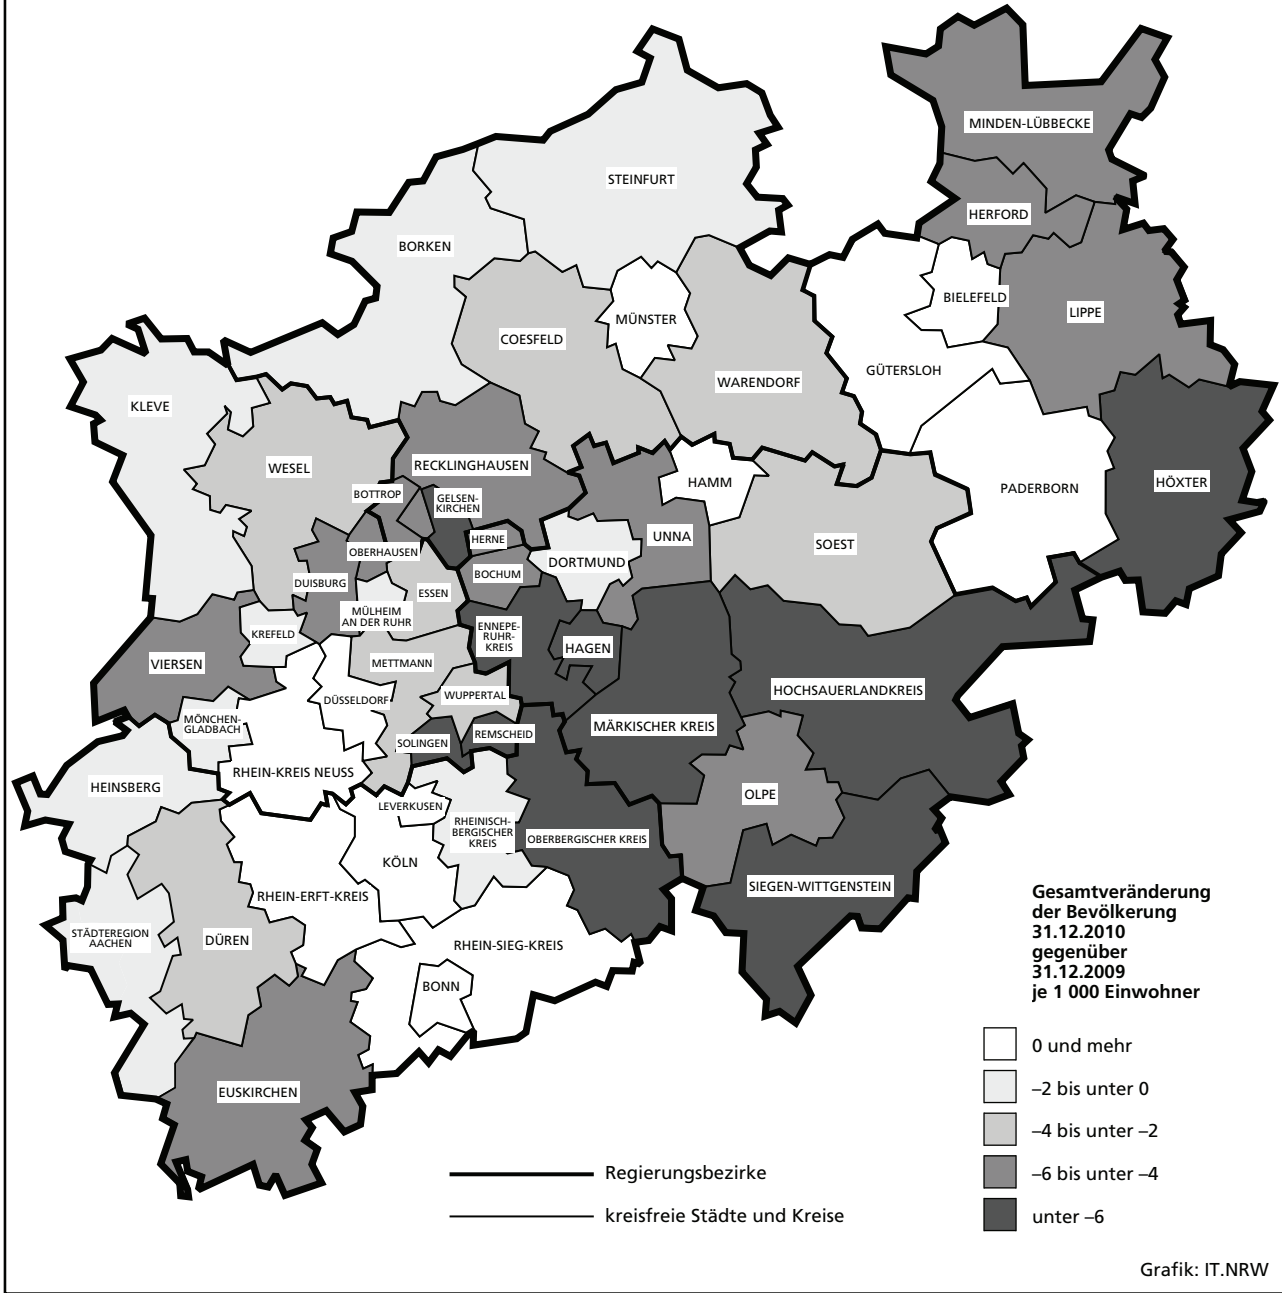 MINDEN-LÜBBECKE
STEINFURT
HERFORD
BORKEN
BIELEFELD
LIPPE
MÜNSTER
COESFELD
GÜTERSLOH
WARENDORF
KLEVE
RECKLINGHAUSEN
WESEL
HAMM
HÖXTER
PADERBORN
BOTTROP
GELSEN-
KIRCHEN
UNNA
HERNE
SOEST
OBERHAUSEN
DORTMUND
BOCHUM
DUISBURG
ESSEN
MÜLHEIM
AN DER RUHR
KREFELD
ENNEPE-
RUHR-
KREIS
HAGEN
VIERSEN
METTMANN
HOCHSAUERLANDKREIS
WUPPERTAL
DÜSSELDORF
MÖNCHEN-
GLADBACH
MÄRKISCHER KREIS
REMSCHEID
SOLINGEN
RHEIN-KREIS NEUSS
HEINSBERG
OLPE
LEVERKUSEN
RHEINISCH-
BERGISCHER
KREIS
OBERBERGISCHER KREIS
KÖLN
SIEGEN-WITTGENSTEIN
RHEIN-ERFT-KREIS
STÄDTEREGION
AACHEN
DÜREN
RHEIN-SIEG-KREIS
BONN
EUSKIRCHEN
Gesamtveränderung
der Bevölkerung
31.12.2010
gegenüber
31.12.2009
je 1 000 Einwohner
0 und mehr
–2 bis unter 0
–4 bis unter –2
–6 bis unter –4
unter –6
Regierungsbezirke
kreisfreie Städte und Kreise
Grafik: IT.NRW